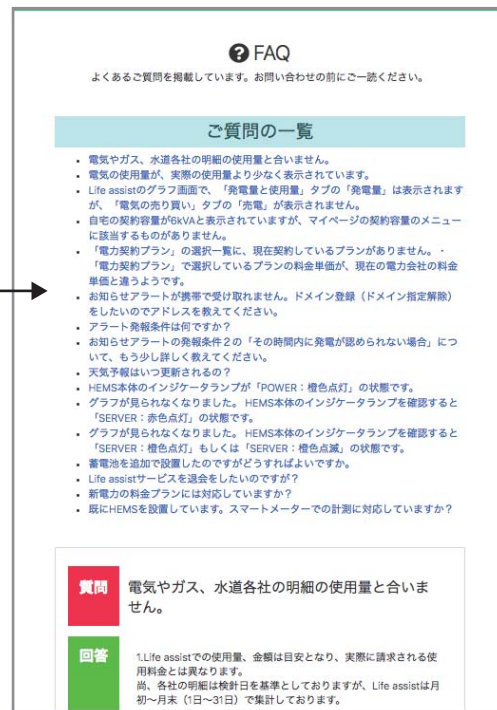 FAQ
よくあるご質問を掲載しています。お問い合わせの前にご一読ください。
ご質問の一覧
電気やガス、水道各社の明細の使用量と合いません。
電気の使用量が、実際の使用量より少なく表示されています。
Life assistのグラフ画面で、「発電量と使用量」タブの「発電量」は表示されます
が、「電気の売り買い」タブの「売電」が表示されません。
自宅の契約容量が6kVAと表示されていますが、マイページの契約容量のメニュー
に該当するものがありません。
「電力契約プラン」の選択一覧に、現在契約しているプランがありません。・
「電力契約プラン」で選択しているプランの料金単価が、現在の電力会社の料金
単価と違うようです。
お知らせアラートが携帯で受け取れません。ドメイン登録（ドメイン指定解除）
をしたいのでアドレスを教えてください。
アラート発報条件は何ですか？
お知らせアラートの発報条件２の「その時間内に発電が認められない場合」につ
いて、もう少し詳しく教えてください。
天気予報はいつ更新されるの？
HEMS本体のインジケータランプが「POWER：橙色点灯」の状態です。
グラフが見られなくなりました。 HEMS本体のインジケータランプを確認すると
「SERVER：赤色点灯」の状態です。
グラフが見られなくなりました。 HEMS本体のインジケータランプを確認すると
「SERVER：橙色点灯」もしくは「SERVER：橙色点滅」の状態です。
蓄電池を追加で設置したのですがどうすればよいですか。
Life assistサービスを退会をしたいのですが？
新電力の料金プランには対応していますか？
既にHEMSを設置しています。スマートメーターでの計測に対応していますか？
質問
電気やガス、水道各社の明細の使用量と合いま
せん。
回答
1.Life assistでの使用量、金額は目安となり、実際に請求される使
用料金とは異なります。
尚、各社の明細は検針日を基準としておりますが、Life assistは月
初〜月末（1日〜31日）で集計しております。